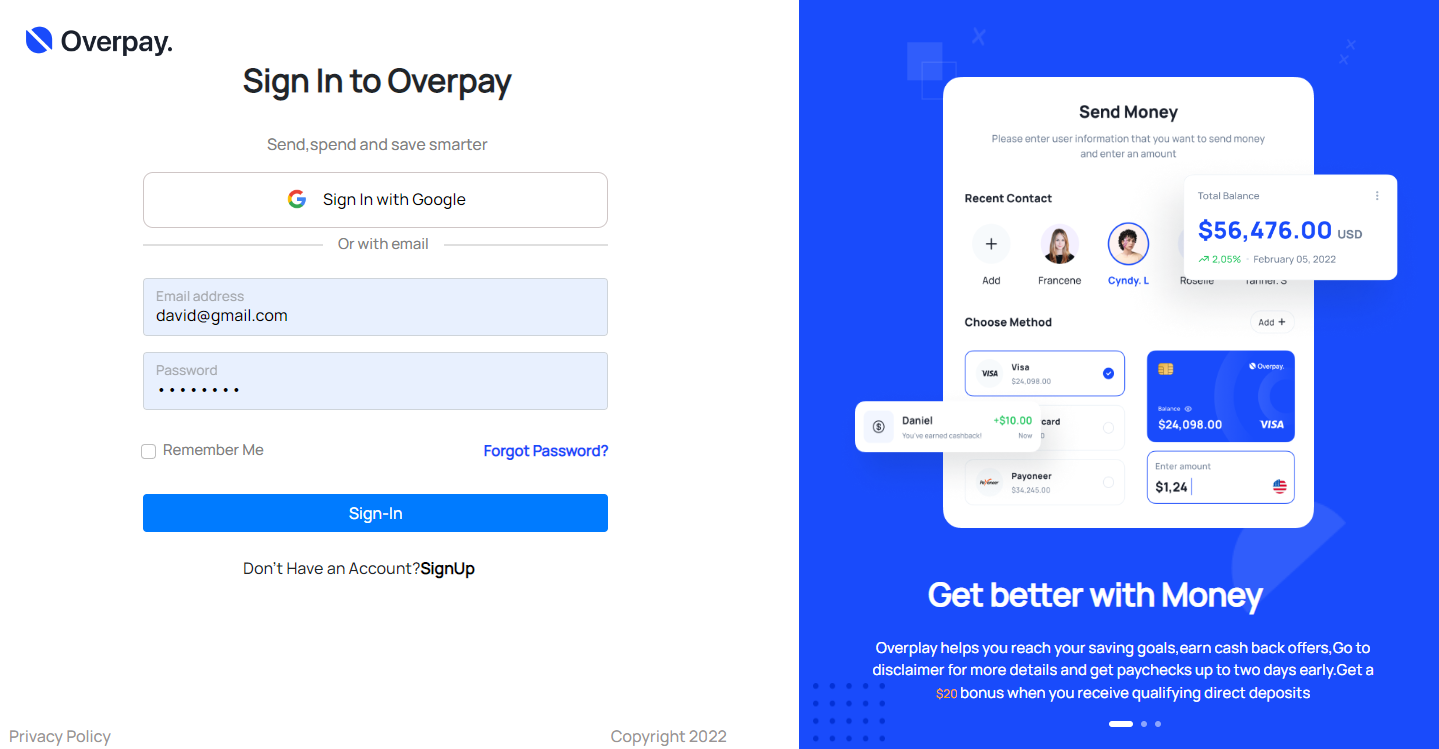 Overpay.
Sign In to Overpay
Send,spend and save smarter
Sign In with Google
Or with email
Email address
david@gmail.com
Password
••••••••
Remember Me
Forgot Password?
Sign-In
Don't Have an Account?SignUp
Privacy Policy
Copyright 2022
Send Money
Please enter user information that you want to send money
and enter an amount
Recent Contact
Total Balance
$56,476.00 USD
2,05% · February 05, 2022
Add
Francene
Cyndy. L
Roselle
Tanner, S
Choose Method
Add +
VISA
Visa
$24,098.00
Overpay.
Balance
$24,098.00
VISA
Daniel
+$10.00
You've earned cashback!
Now
card
0
Payoneer
Payoneer
$34.245.00
Enter amount
$1,24
Get better with Money
Overplay helps you reach your saving goals,earn cash back offers,Go to
disclaimer for more details and get paychecks up to two days early.Get a
$20 bonus when you receive qualifying direct deposits